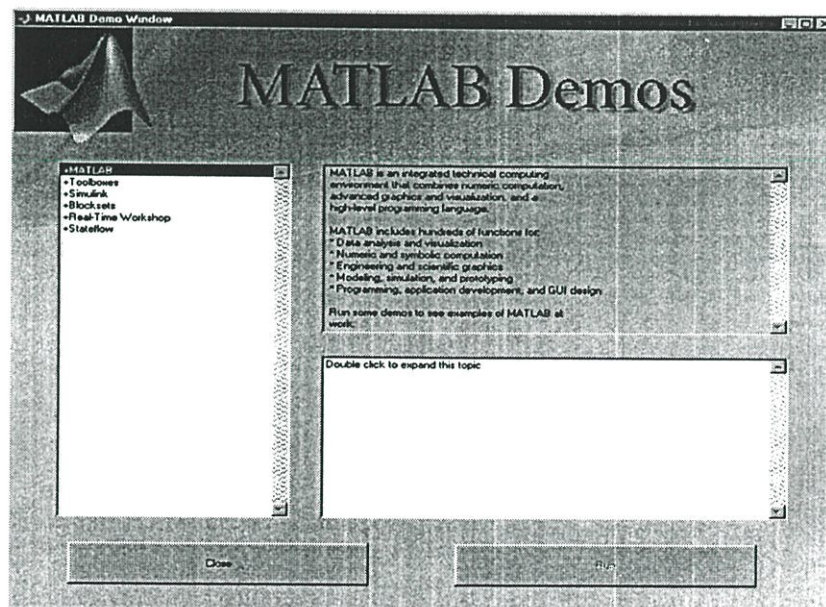 MATLAB Demo Window
MATLAB Demos
+MATLAB
+Toolboxes
+Simulink
+Blocksets
+Real-Time Workshop
+Stateflow
MATLAB is an integrated technical computing
environment that combines numeric computation,
advanced graphics and visualization, and a
high-level programming language.
MATLAB includes hundreds of functions for:
* Data analysis and visualization
* Numeric and symbolic computation
* Engineering and scientific graphics
* Modeling, simulation, and prototyping
* Programming, application development, and GUI design
Run some demos to see examples of MATLAB at
work.
Double click to expand this topic
Close
Run